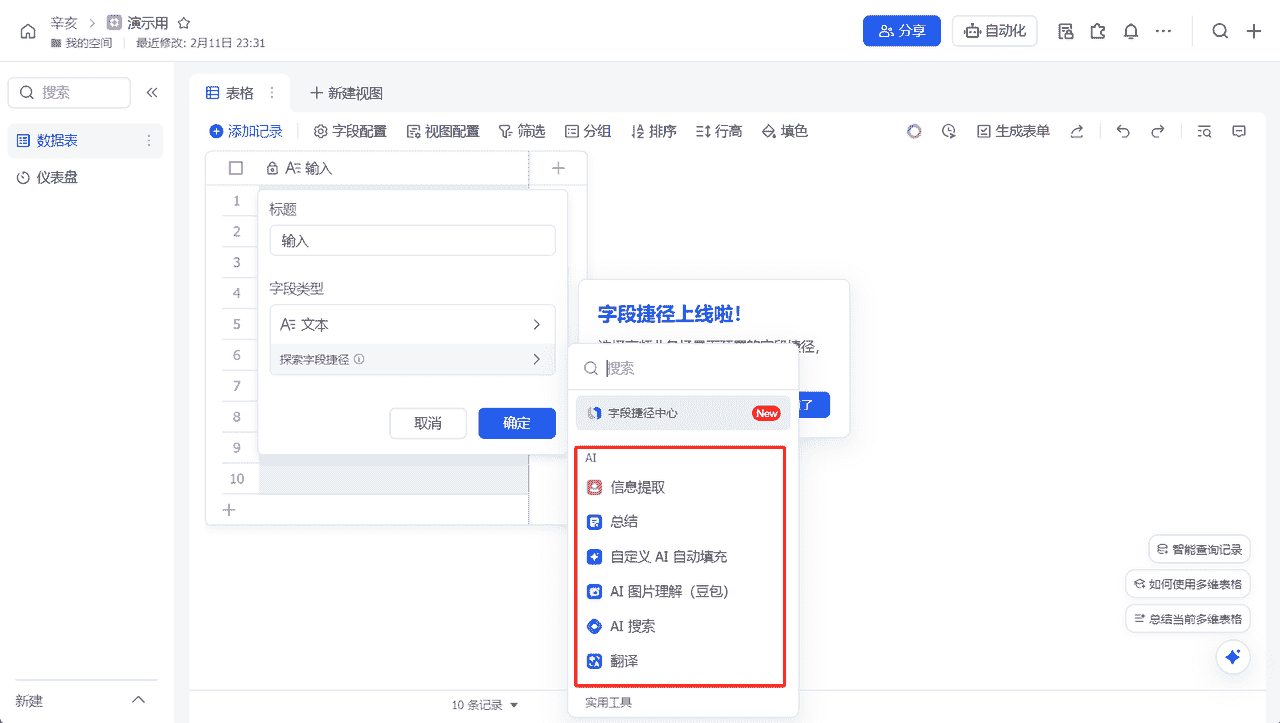 辛亥 > 演示用
我的空间 | 最近修改: 2月11日 23:31
分享
自动化
搜索
数据表
仪表盘
新建
表格
新建视图
添加记录 字段配置 视图配置 筛选 分组 排序 行高 填色 生成表单
输入
1
2
3
4
5
6
7
8
9
10
标题
输入
字段类型
文本
探索字段捷径
取消 确定
字段捷径上线啦!
捷径,
了
搜索
字段捷径中心 New
AI
信息提取
总结
自定义 AI 自动填充
AI 图片理解（豆包）
AI 搜索
翻译
实用工具
10 条记录
智能查询记录
如何使用多维表格
总结当前多维表格